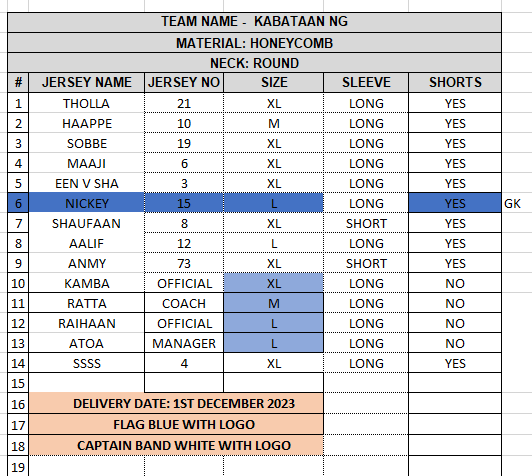 TEAM NAME - KABATAAN NG
MATERIAL: HONEYCOMB
NECK: ROUND
# JERSEY NAME JERSEY NO SIZE SLEEVE SHORTS
1 THOLLA 21 XL LONG YES
2 HAAPPE 10 M LONG YES
3 SOBBE 19 XL LONG YES
4 MAAJI 6 XL LONG YES
5 EEN V SHA 3 XL LONG YES
6 NICKEY 15 L LONG YES GK
7 SHAUFAAN 8 XL SHORT YES
8 AALIF 12 L LONG YES
9 ANMY 73 XL SHORT YES
10 KAMBA OFFICIAL XL LONG NO
11 RATTA COACH M LONG NO
12 RAIHAAN OFFICIAL L LONG NO
13 ATOA MANAGER L LONG NO
14 SSSS 4 XL LONG YES
15
16 DELIVERY DATE: 1ST DECEMBER 2023
17 FLAG BLUE WITH LOGO
18 CAPTAIN BAND WHITE WITH LOGO
19